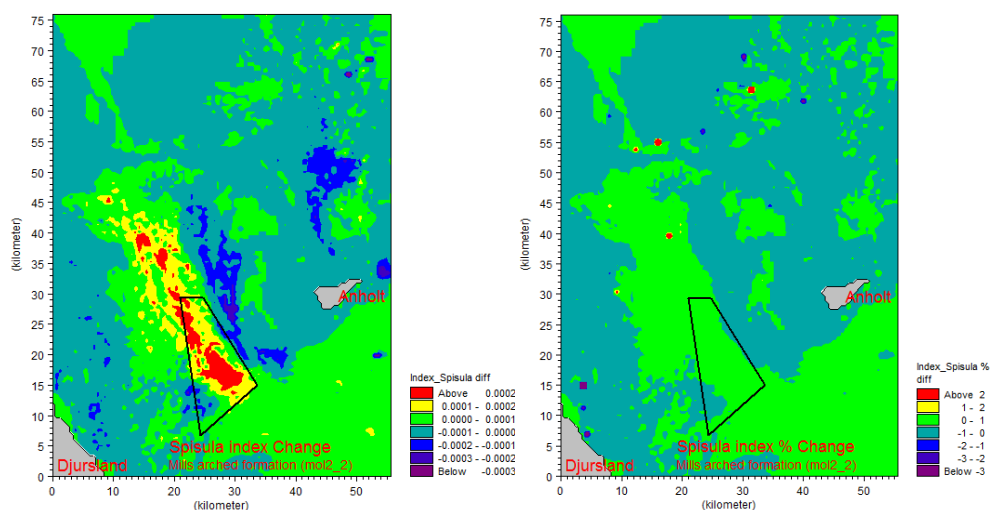 75
70
65
60
55
50
45
40
35
30
25
20
15
10
5
0
(kilometer)
Anholt
Spisula index Change
Djursland
Mills arched formation (mol2_2)
0 10 20 30 40 50
(kilometer)
Index_Spisula diff
Above 0.0002
0.0001 - 0.0002
0.0000 - 0.0001
-0.0001 - 0.0000
-0.0002 - -0.0001
-0.0003 - -0.0002
Below -0.0003
75
70
65
60
55
50
45
40
35
30
25
20
15
10
5
0
(kilometer)
Anholt
Spisula index % Change
Djursland
Mills arched formation (mol2_2)
0 10 20 30 40 50
(kilometer)
Index_Spisula %
diff
Above 2
1 - 2
0 - 1
-1 - 0
-2 - -1
-3 - -2
Below -3